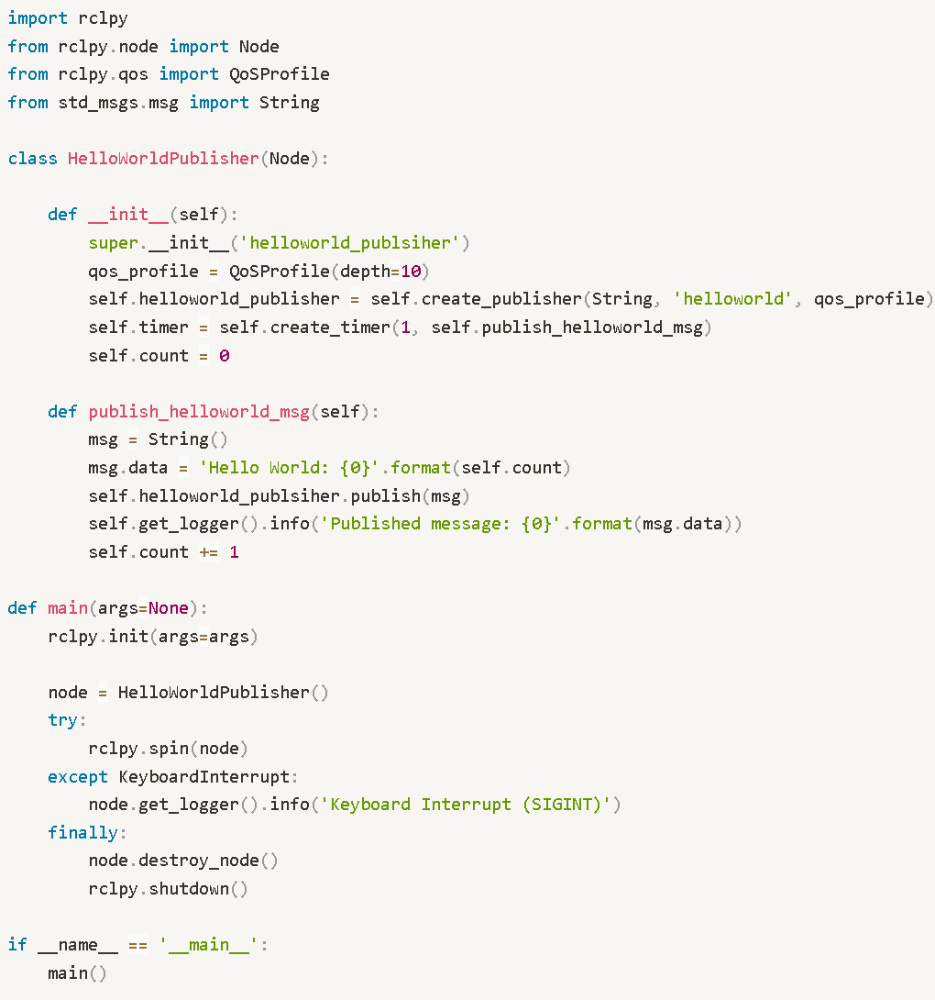 import rclpy
from rclpy.node import Node
from rclpy.qos import QoSProfile
from std_msgs.msg import String

class HelloWorldPublisher(Node):

    def __init__(self):
        super.__init__('helloworld_publsiher')
        qos_profile = QoSProfile(depth=10)
        self.helloworld_publisher = self.create_publisher(String, 'helloworld', qos_profile)
        self.timer = self.create_timer(1, self.publish_helloworld_msg)
        self.count = 0

    def publish_helloworld_msg(self):
        msg = String()
        msg.data = 'Hello World: {0}'.format(self.count)
        self.helloworld_publsiher.publish(msg)
        self.get_logger().info('Published message: {0}'.format(msg.data))
        self.count += 1

def main(args=None):
    rclpy.init(args=args)

    node = HelloWorldPublisher()
    try:
        rclpy.spin(node)
    except KeyboardInterrupt:
        node.get_logger().info('Keyboard Interrupt (SIGINT)')
    finally:
        node.destroy_node()
        rclpy.shutdown()

if __name__ == '__main__':
    main()